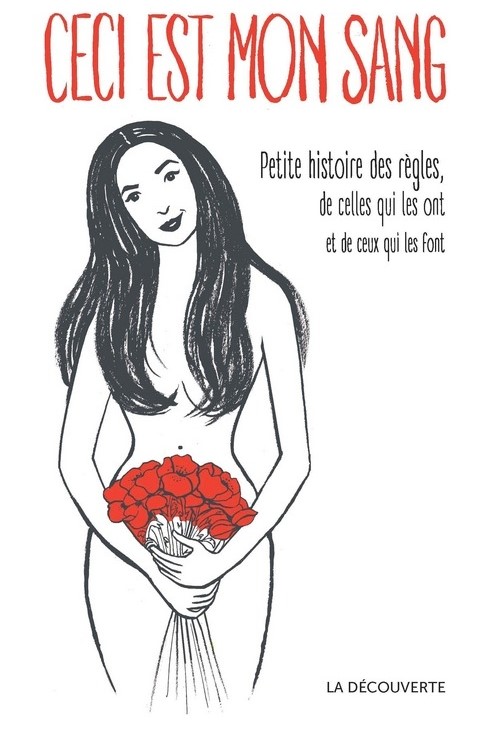 CECI EST MON SANG
Petite histoire des règles,
de celles qui les ont
et de ceux qui les font
LA DÉCOUVERTE